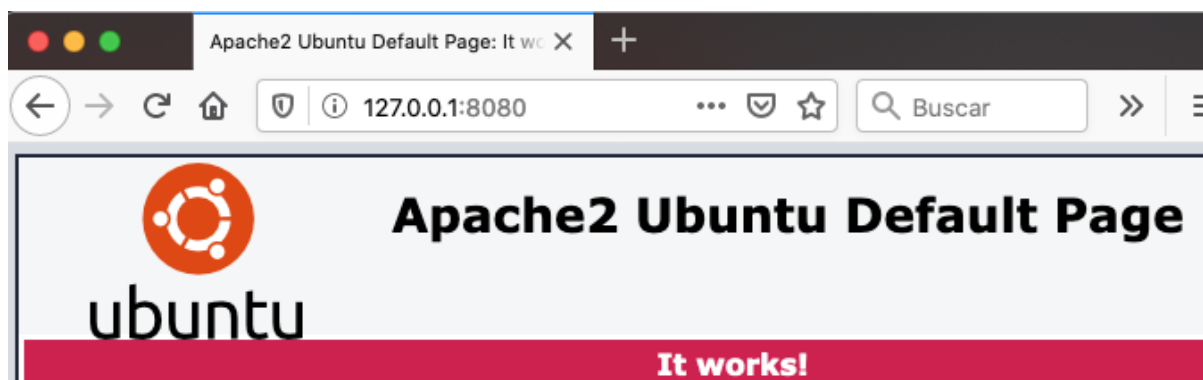 Apache2 Ubuntu Default Page: It wo
127.0.0.1:8080
Buscar
Apache2 Ubuntu Default Page
ubuntu
It works!